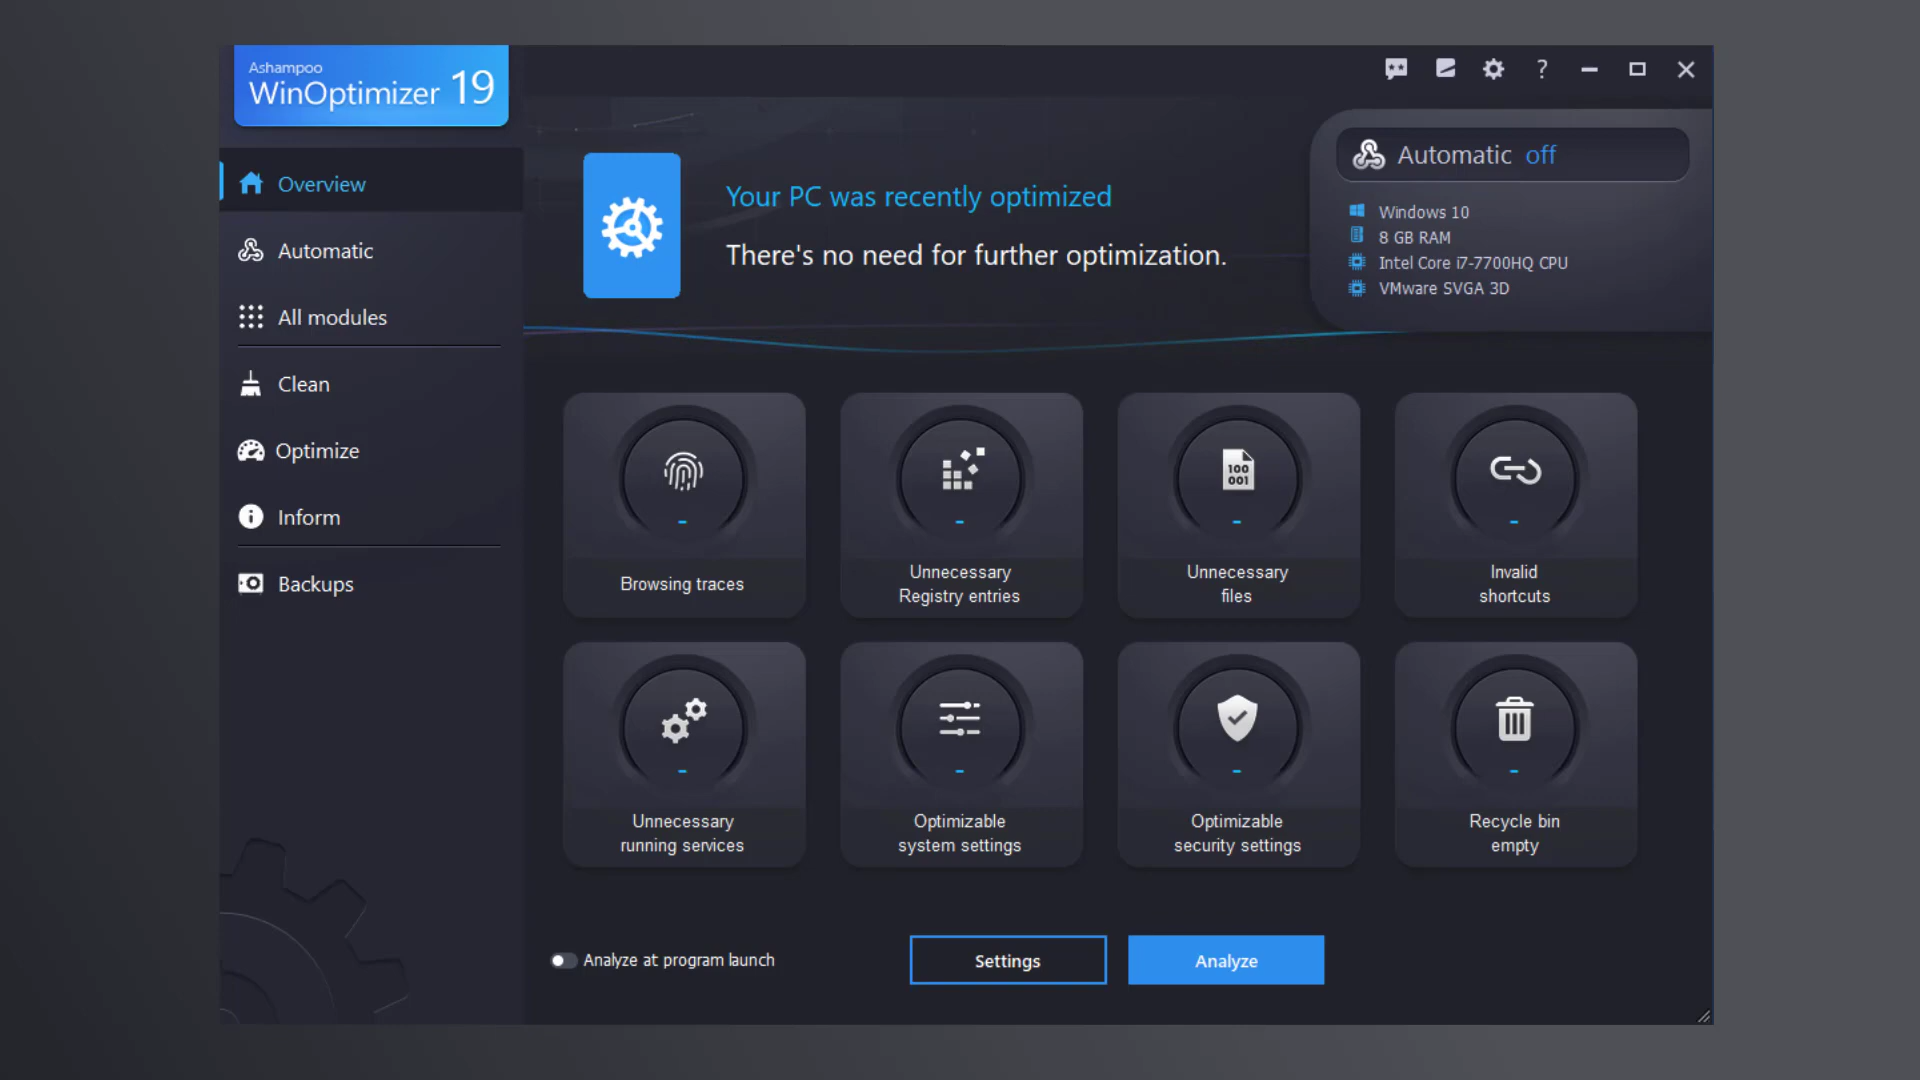 Ashampoo
WinOptimizer 19
Overview
Automatic
All modules
Clean
Optimize
Inform
Backups
?
Your PC was recently optimized
There's no need for further optimization.
Automatic off
Windows 10
8 GB RAM
Intel Core i7-7700HQ CPU
VMware SVGA 3D
-
Browsing traces
-
Unnecessary
Registry entries
100
001
-
Unnecessary
files
-
Invalid
shortcuts
-
Unnecessary
running services
-
Optimizable
system settings
-
Optimizable
security settings
-
Recycle bin
empty
Analyze at program launch
Settings
Analyze